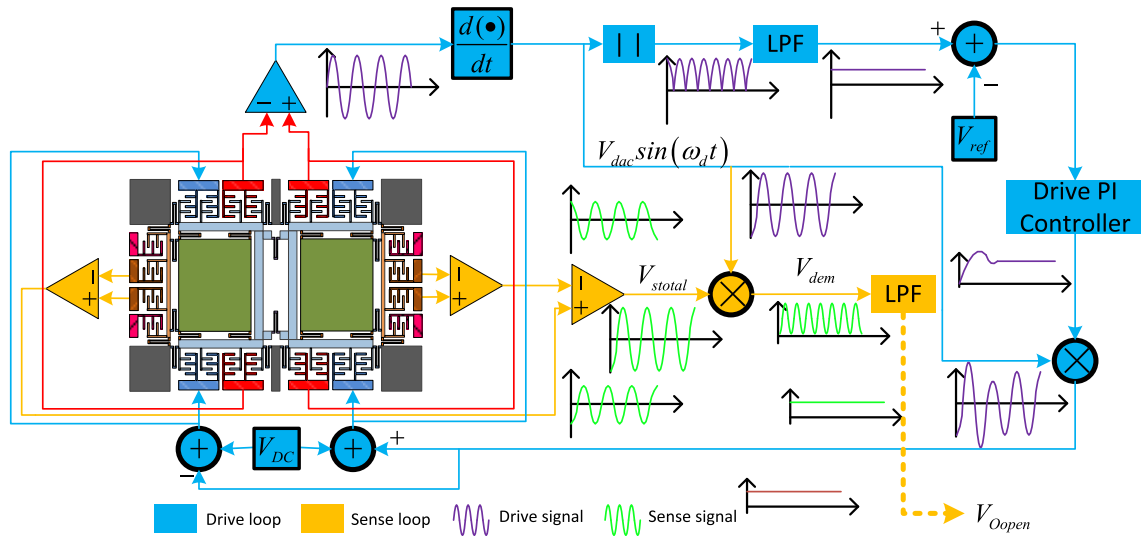 d(•)
dt
| |
LPF
+
+
−
V_ref
− +
V_dac sin(ω_d t)
Drive PI
Controller
−
+
−
+
−
+
V_stotal
×
V_dem
LPF
×
+
V_DC
+
+
−
Drive loop
Sense loop
Drive signal
Sense signal
V_Oopen